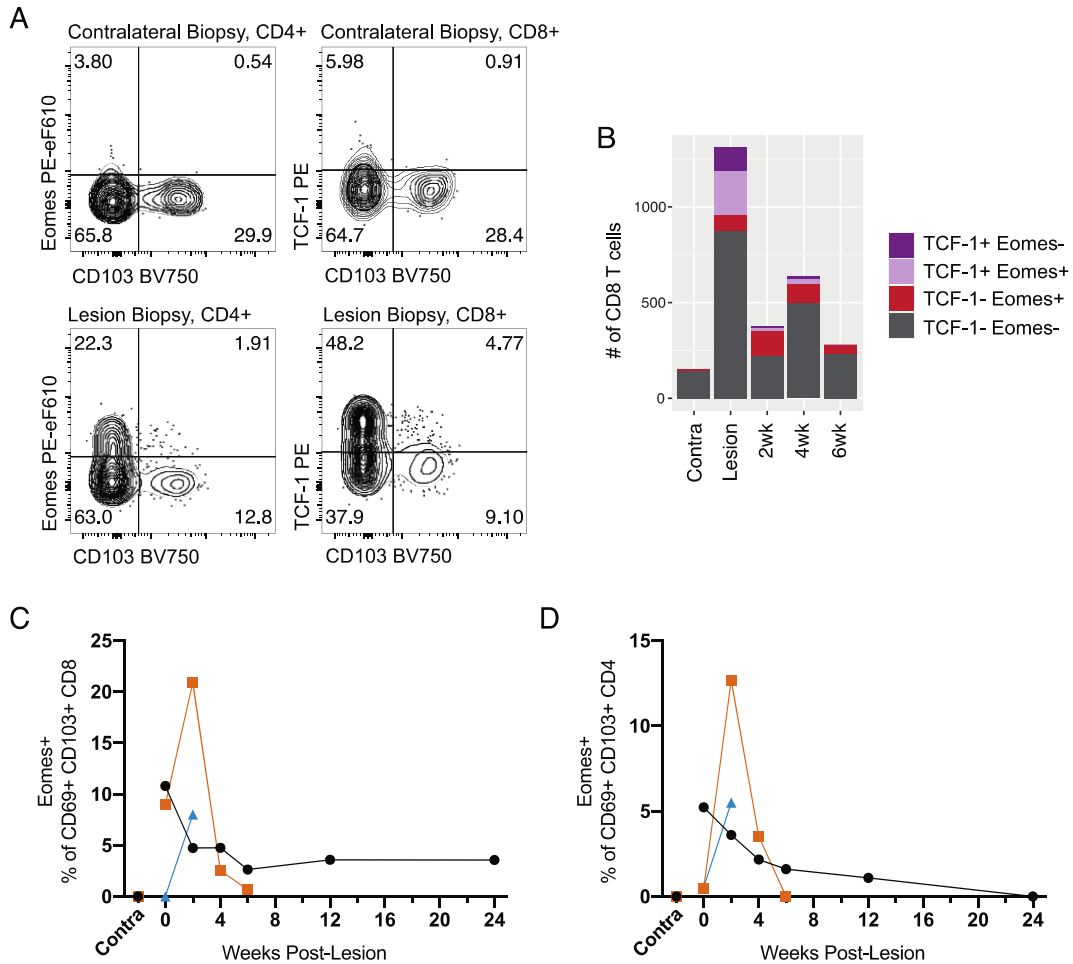 A
Contralateral Biopsy, CD4+
3.80 0.54
65.8 29.9
Eomes PE-eF610
CD103 BV750
Contralateral Biopsy, CD8+
5.98 0.91
64.7 28.4
TCF-1 PE
CD103 BV750
Lesion Biopsy, CD4+
22.3 1.91
63.0 12.8
Eomes PE-eF610
CD103 BV750
Lesion Biopsy, CD8+
48.2 4.77
37.9 9.10
TCF-1 PE
CD103 BV750
B
# of CD8 T cells
1000
500
0
Contra
Lesion
2wk
4wk
6wk
TCF-1+ Eomes-
TCF-1+ Eomes+
TCF-1- Eomes+
TCF-1- Eomes-
C
Eomes+
% of CD69+ CD103+ CD8
25
20
15
10
5
0
Contra 0 4 8 12 16 20 24
Weeks Post-Lesion
D
Eomes+
% of CD69+ CD103+ CD4
15
10
5
0
Contra 0 4 8 12 16 20 24
Weeks Post-Lesion